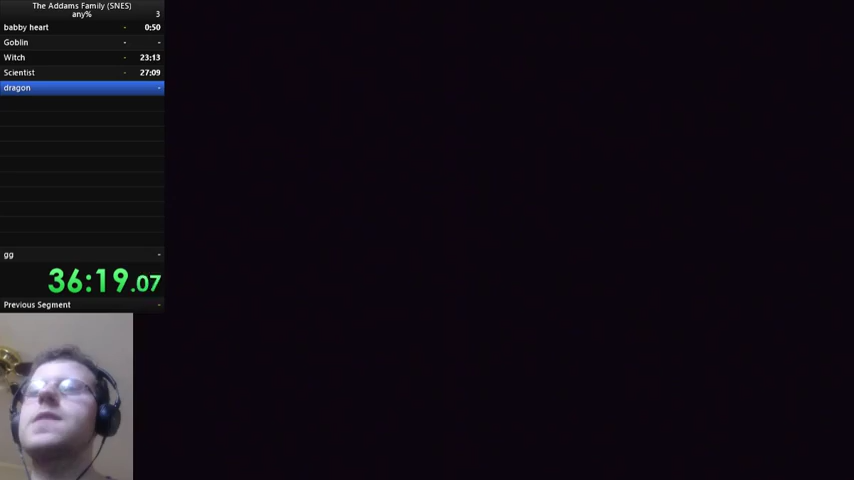 The Addams Family (SNES)
any% 3
babby heart - 0:50
Goblin - -
Witch - 23:13
Scientist - 27:09
dragon -
gg -
36:19.07
Previous Segment -